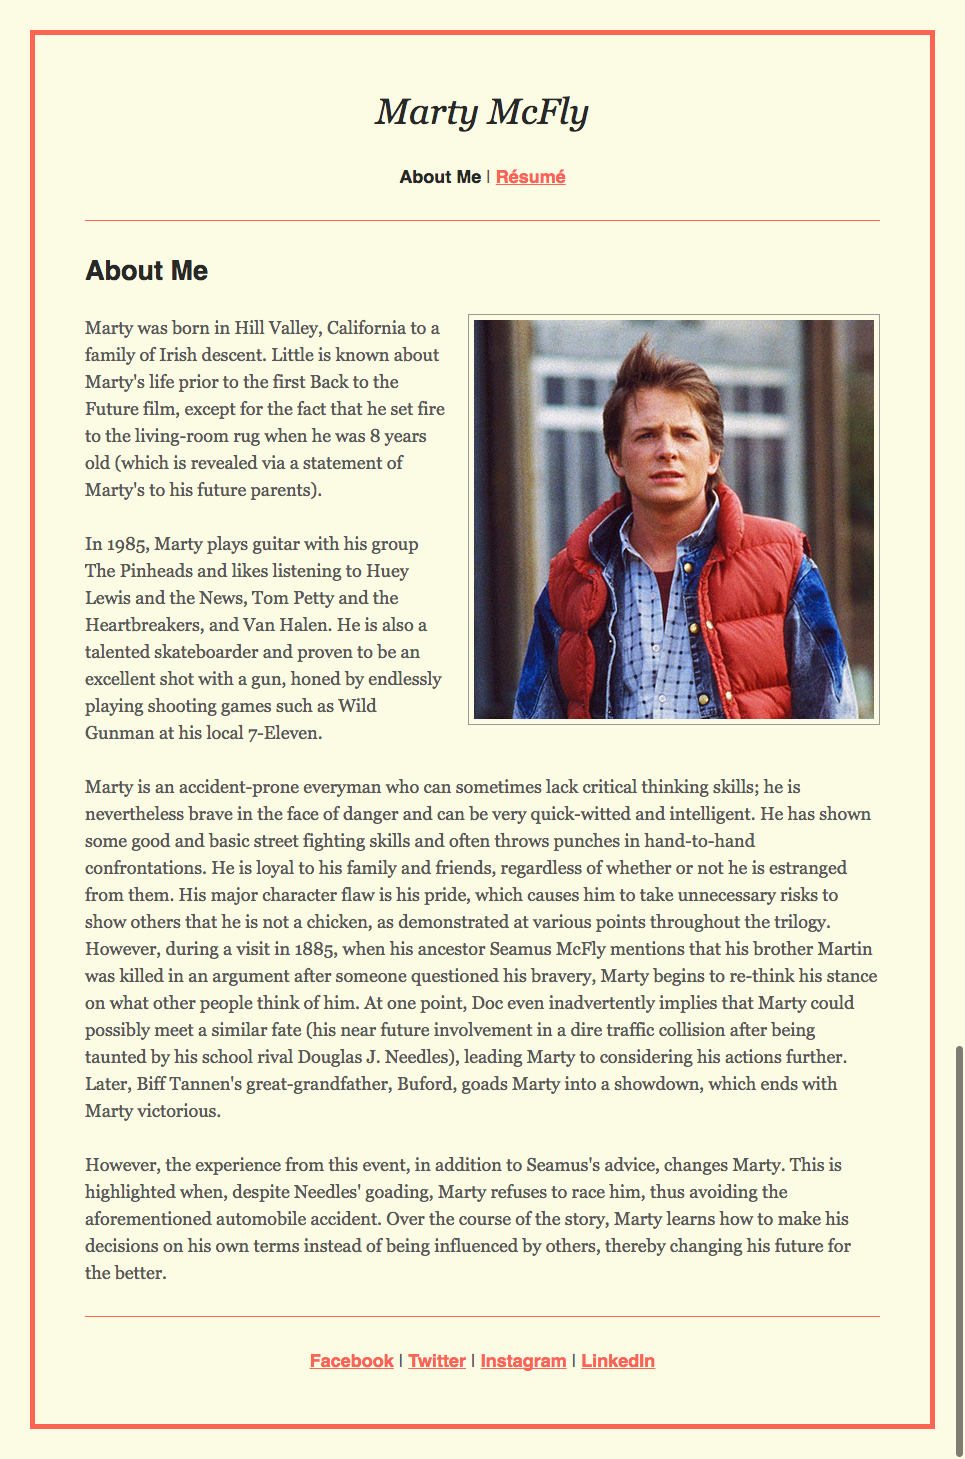 Marty McFly
About Me | Résumé
About Me
Marty was born in Hill Valley, California to a
family of Irish descent. Little is known about
Marty's life prior to the first Back to the
Future film, except for the fact that he set fire
to the living-room rug when he was 8 years
old (which is revealed via a statement of
Marty's to his future parents).
In 1985, Marty plays guitar with his group
The Pinheads and likes listening to Huey
Lewis and the News, Tom Petty and the
Heartbreakers, and Van Halen. He is also a
talented skateboarder and proven to be an
excellent shot with a gun, honed by endlessly
playing shooting games such as Wild
Gunman at his local 7-Eleven.
Marty is an accident-prone everyman who can sometimes lack critical thinking skills; he is
nevertheless brave in the face of danger and can be very quick-witted and intelligent. He has shown
some good and basic street fighting skills and often throws punches in hand-to-hand
confrontations. He is loyal to his family and friends, regardless of whether or not he is estranged
from them. His major character flaw is his pride, which causes him to take unnecessary risks to
show others that he is not a chicken, as demonstrated at various points throughout the trilogy.
However, during a visit in 1885, when his ancestor Seamus McFly mentions that his brother Martin
was killed in an argument after someone questioned his bravery, Marty begins to re-think his stance
on what other people think of him. At one point, Doc even inadvertently implies that Marty could
possibly meet a similar fate (his near future involvement in a dire traffic collision after being
taunted by his school rival Douglas J. Needles), leading Marty to considering his actions further.
Later, Biff Tannen's great-grandfather, Buford, goads Marty into a showdown, which ends with
Marty victorious.
However, the experience from this event, in addition to Seamus's advice, changes Marty. This is
highlighted when, despite Needles' goading, Marty refuses to race him, thus avoiding the
aforementioned automobile accident. Over the course of the story, Marty learns how to make his
decisions on his own terms instead of being influenced by others, thereby changing his future for
the better.
Facebook | Twitter | Instagram | LinkedIn